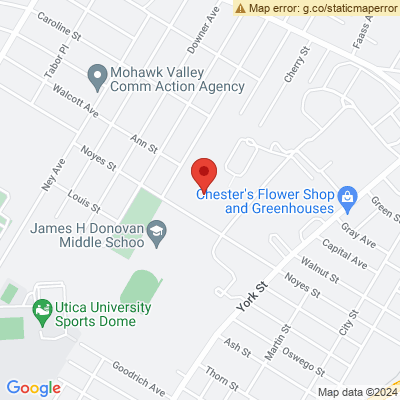 Map error: g.co/staticmaperror
Caroline St
Downer Ave
Faass A
Tabor Pl
Cherry St
Mohawk Valley
Comm Action Agency
Walcott Ave
Ann St
Noyes St
Ney Ave
Chester's Flower Shop
and Greenhouses
Green S
Louis St
James H Donovan
Middle Schoo
Gray Ave
Capital Ave
Walnut St
Noyes St
Utica University
Sports Dome
York St
City St
Martin St
Oswego St
Ash St
Goodrich Ave
Thorn St
Google
Map data ©2024